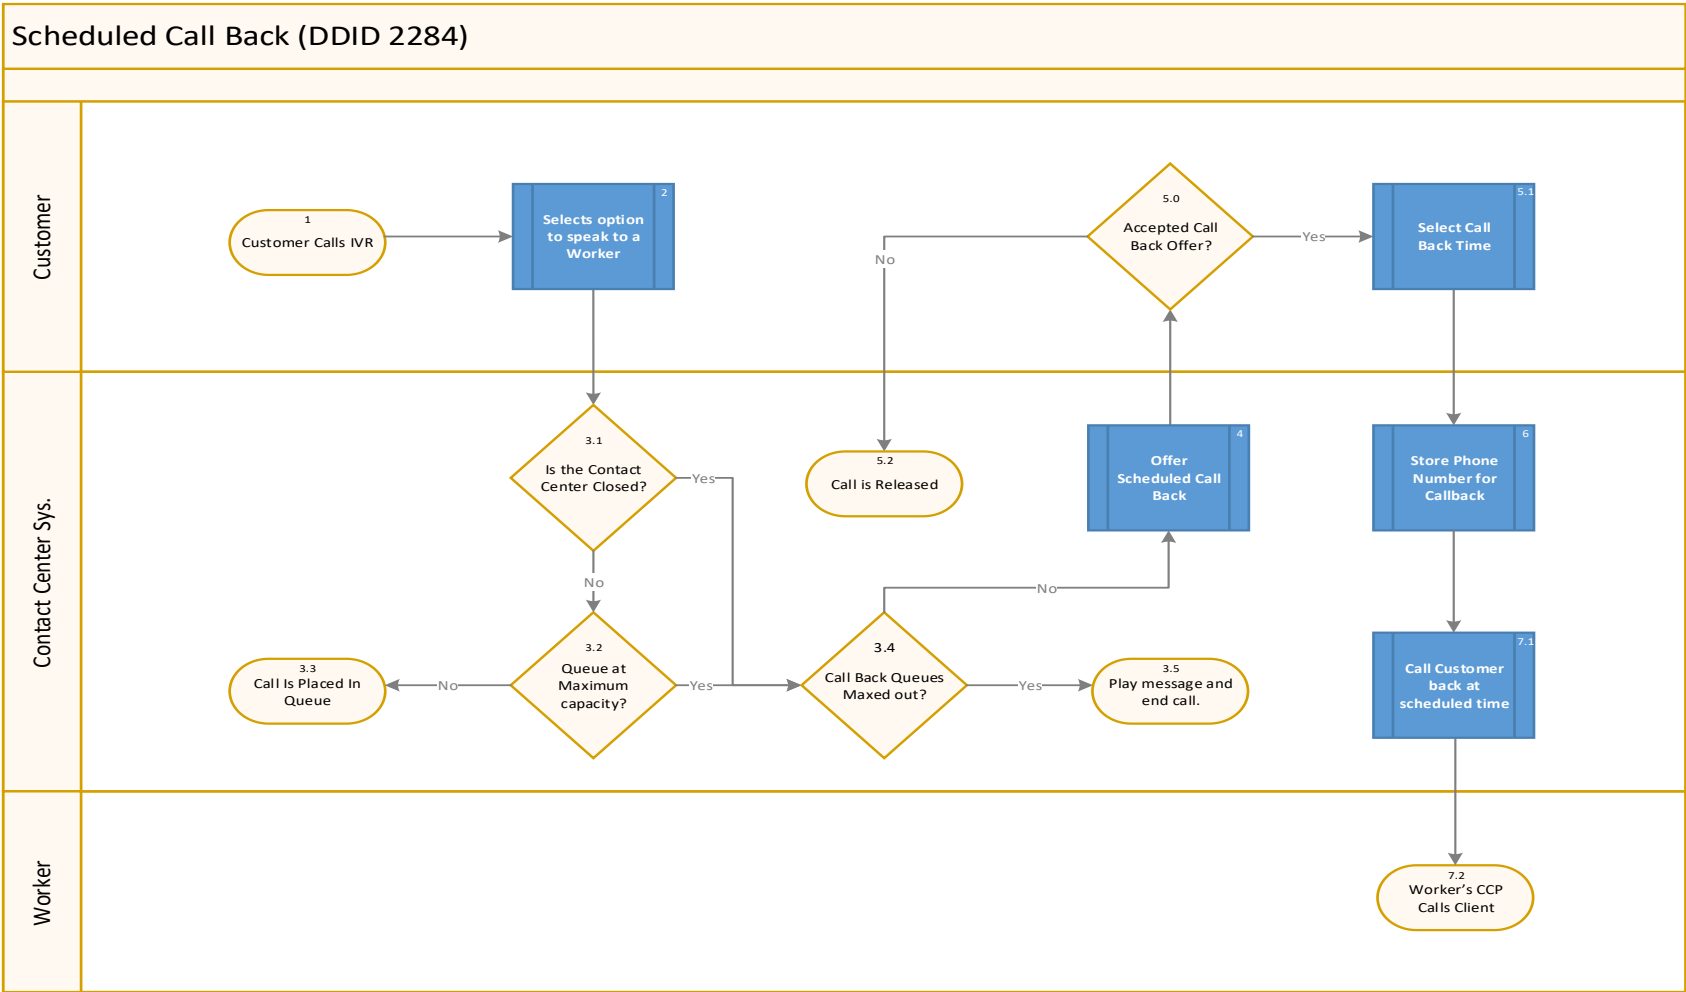 Scheduled Call Back (DDID 2284)
Customer
1
Customer Calls IVR
2
Selects option
to speak to a
Worker
5.0
Accepted Call
Back Offer?
Yes
No
5.1
Select Call
Back Time
Contact Center Sys.
3.1
Is the Contact
Center Closed?
Yes
No
5.2
Call is Released
4
Offer
Scheduled Call
Back
6
Store Phone
Number for
Callback
3.3
Call Is Placed In
Queue
No
3.2
Queue at
Maximum
capacity?
Yes
3.4
Call Back Queues
Maxed out?
No
Yes
3.5
Play message and
end call.
7.1
Call Customer
back at
scheduled time
Worker
7.2
Worker’s CCP
Calls Client